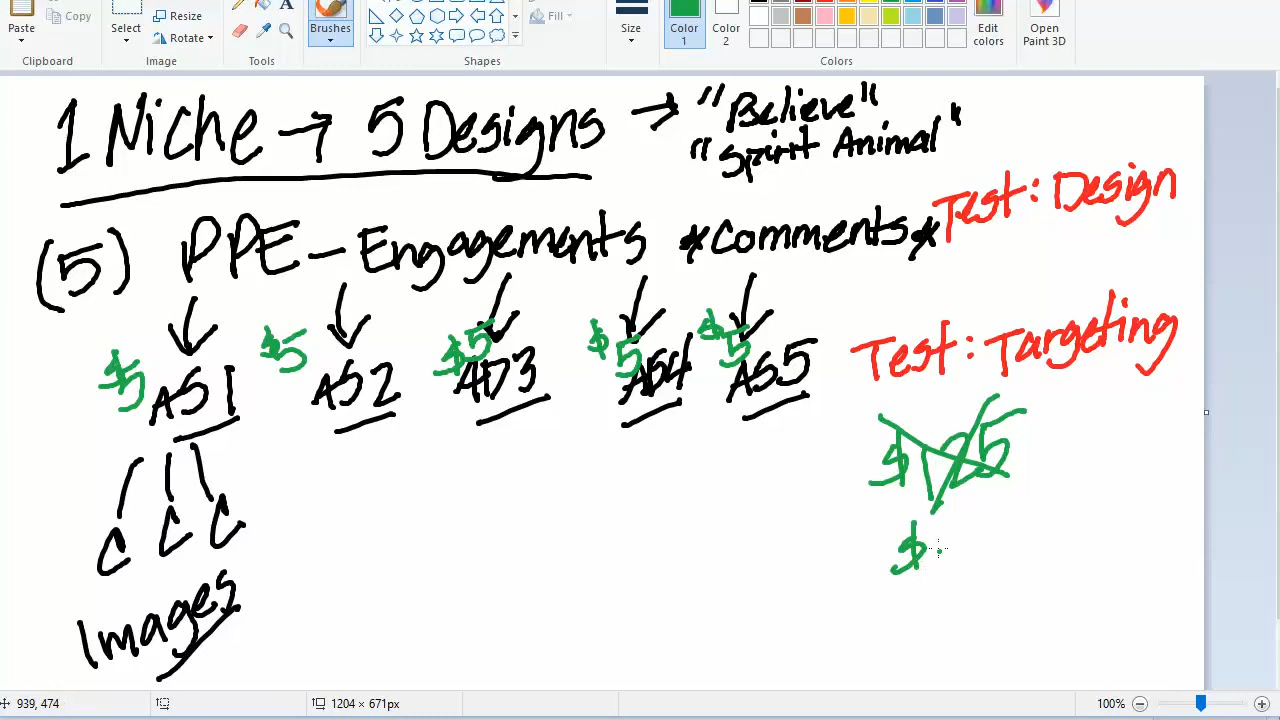 Paste
Select
Resize
Rotate
Brushes
Fill
Size
Color 1
Color 2
Edit colors
Open Paint 3D
Clipboard
Image
Tools
Shapes
Colors
1 Niche → 5 Designs → "Believe"
"Spirit Animal"
Test: Design
(5) PPE - Engagements *Comments*
Test: Targeting
$5 $5 $5 $5 $5
AS1 AS2 AD3 AS4 AS5
$125
C C C
$.
Images
939, 474
1204 × 671px
100%